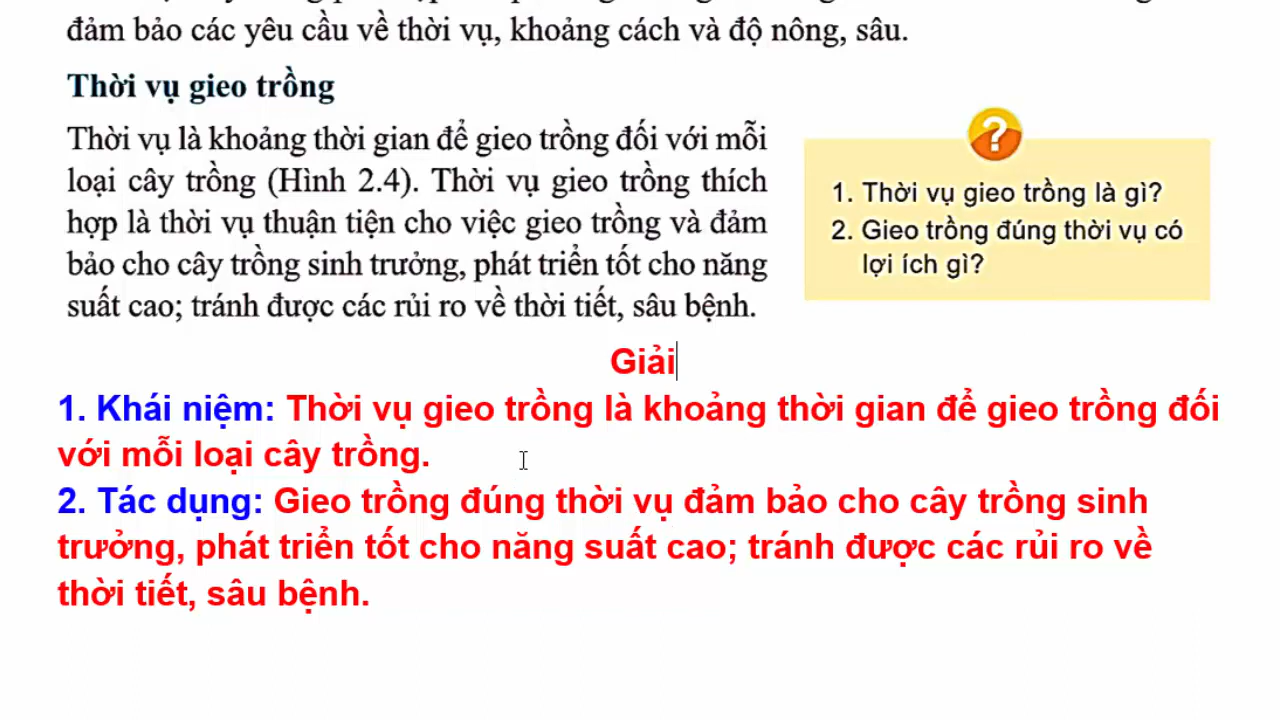 đảm bảo các yêu cầu về thời vụ, khoảng cách và độ nông, sâu.
Thời vụ gieo trồng
Thời vụ là khoảng thời gian để gieo trồng đối với mỗi
loại cây trồng (Hình 2.4). Thời vụ gieo trồng thích
hợp là thời vụ thuận tiện cho việc gieo trồng và đảm
bảo cho cây trồng sinh trưởng, phát triển tốt cho năng
suất cao; tránh được các rủi ro về thời tiết, sâu bệnh.
?
1. Thời vụ gieo trồng là gì?
2. Gieo trồng đúng thời vụ có
lợi ích gì?
Giải
1. Khái niệm: Thời vụ gieo trồng là khoảng thời gian để gieo trồng đối
với mỗi loại cây trồng.
2. Tác dụng: Gieo trồng đúng thời vụ đảm bảo cho cây trồng sinh
trưởng, phát triển tốt cho năng suất cao; tránh được các rủi ro về
thời tiết, sâu bệnh.